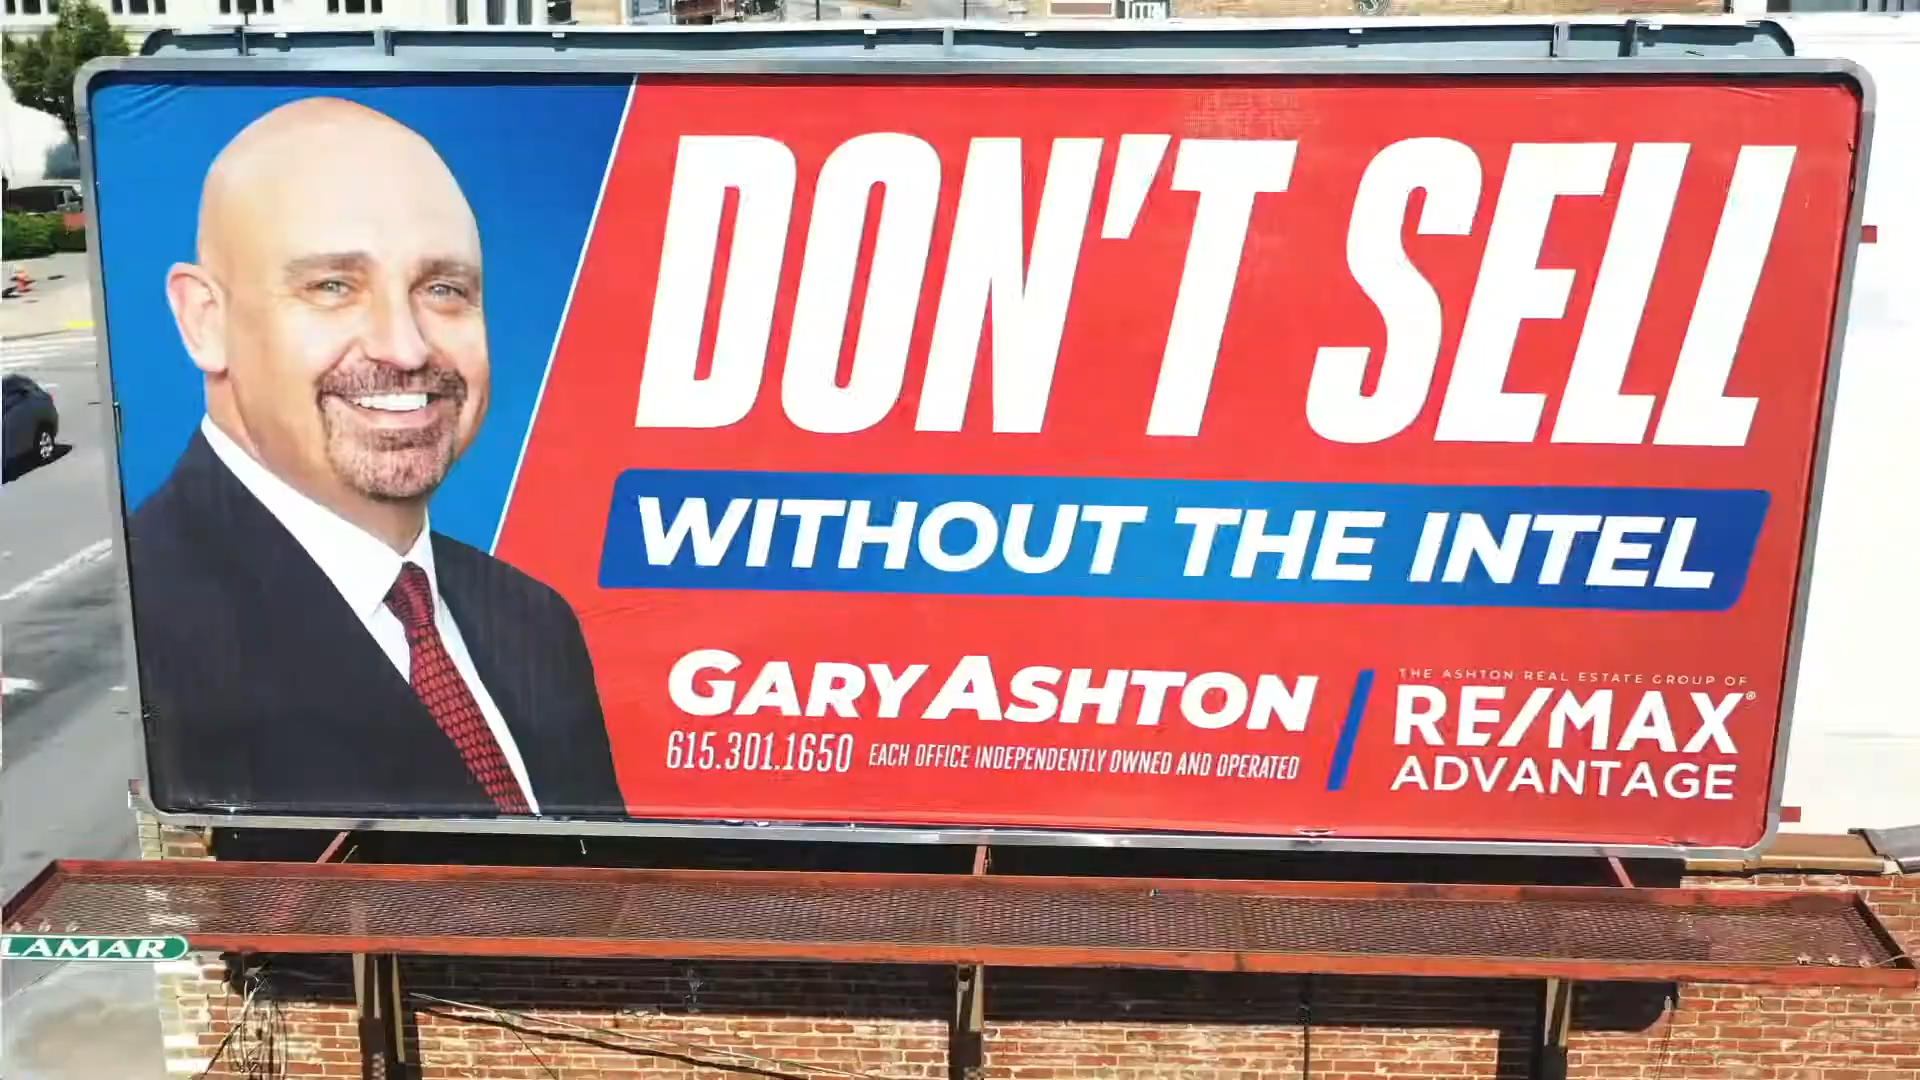 DON'T SELL
WITHOUT THE INTEL
GARY ASHTON
615.301.1650 EACH OFFICE INDEPENDENTLY OWNED AND OPERATED
THE ASHTON REAL ESTATE GROUP OF
RE/MAX®
ADVANTAGE
LAMAR